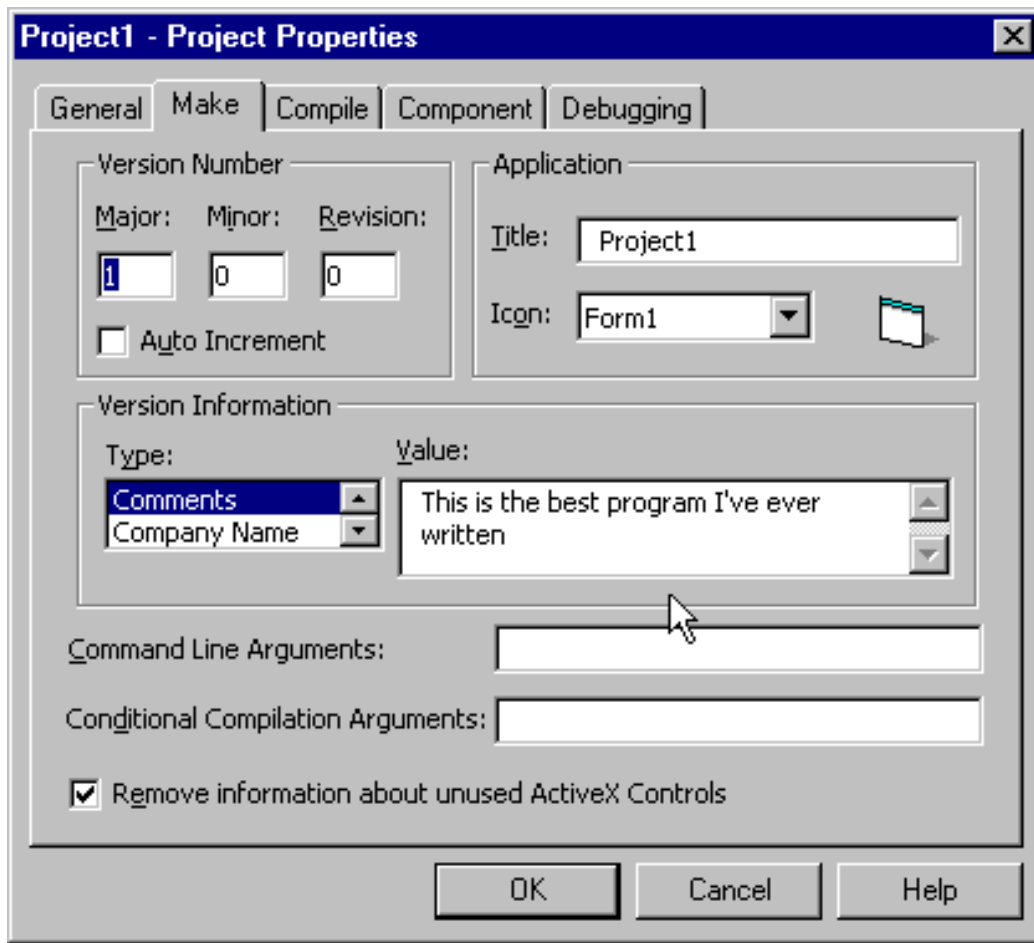 Project1 - Project Properties
General Make Compile Component Debugging
Version Number
Major: Minor: Revision:
1 0 0
Auto Increment
Application
Title: Project1
Icon: Form1
Version Information
Type:
Comments
Company Name
Value:
This is the best program I've ever
written
Command Line Arguments:
Conditional Compilation Arguments:
Remove information about unused ActiveX Controls
OK Cancel Help